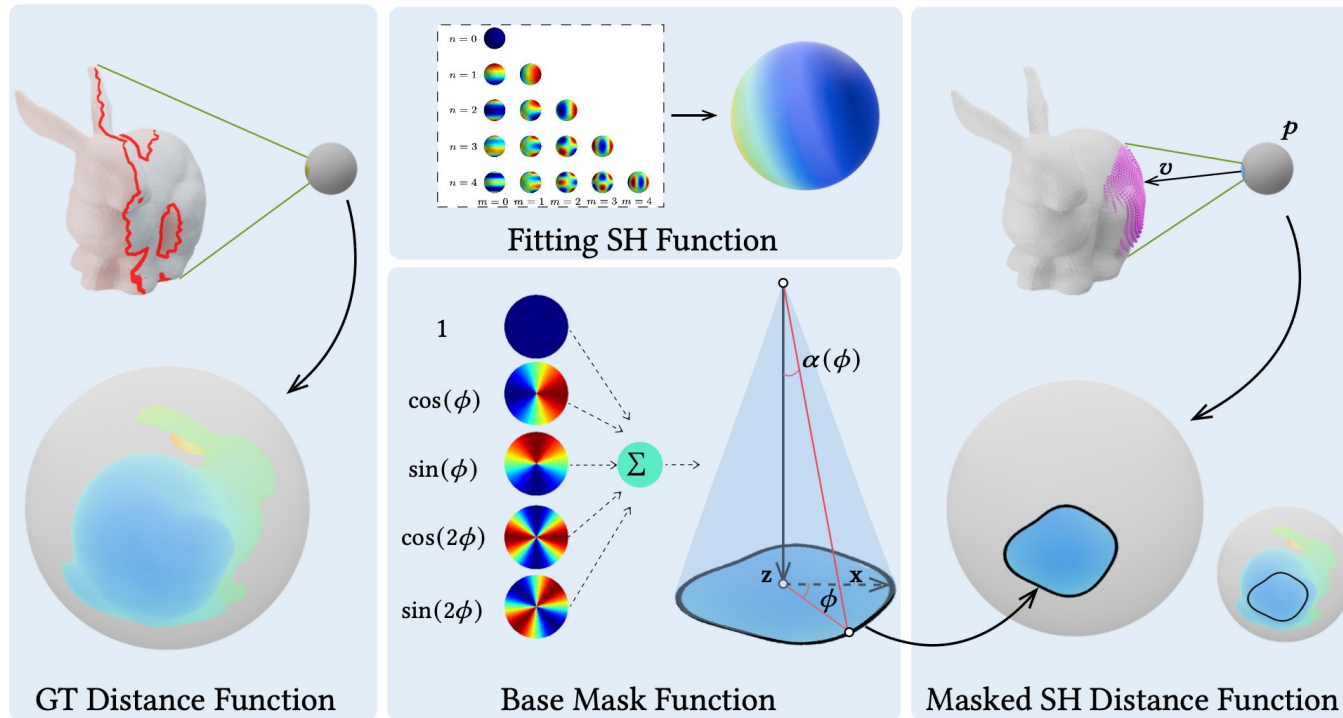 GT Distance Function
n = 0
n = 1
n = 2
n = 3
n = 4
m = 0 m = 1 m = 2 m = 3 m = 4
Fitting SH Function
1
cos(ϕ)
sin(ϕ)
cos(2ϕ)
sin(2ϕ)
Σ
α(ϕ)
z
x
ϕ
Base Mask Function
p
v
Masked SH Distance Function